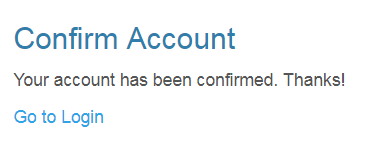 Confirm Account
Your account has been confirmed. Thanks!
Go to Login